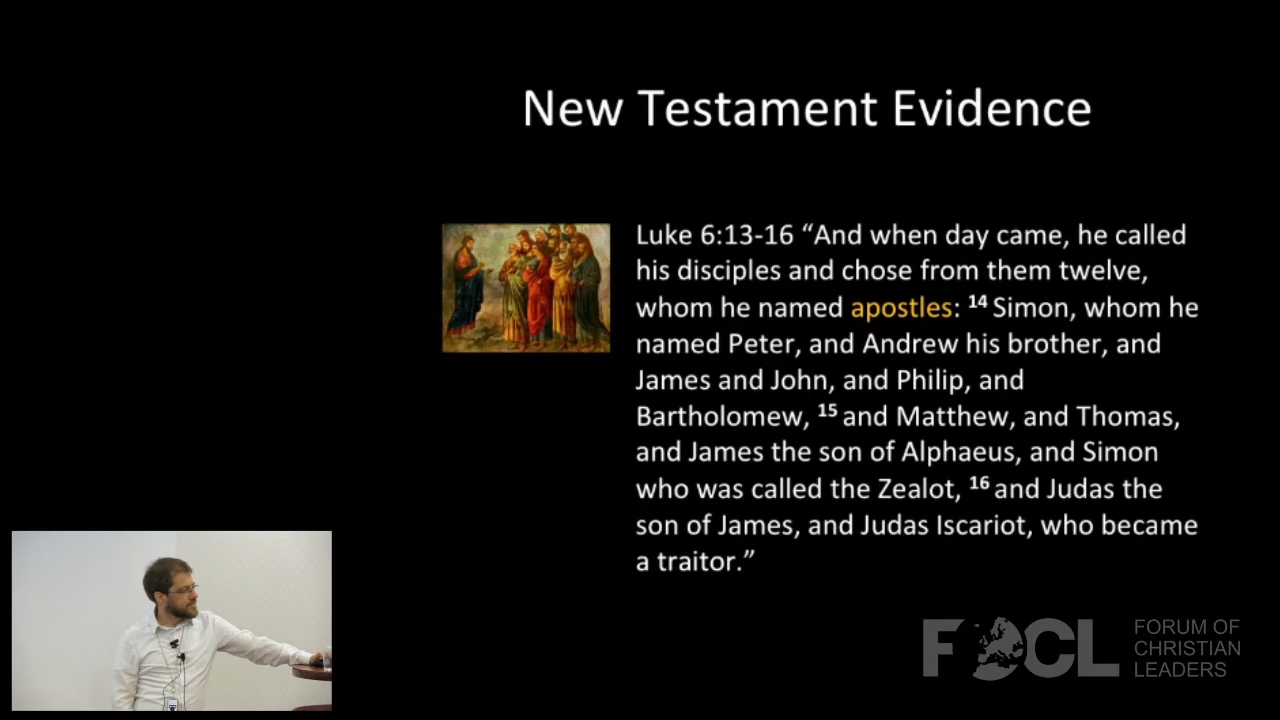 New Testament Evidence
Luke 6:13-16 “And when day came, he called
his disciples and chose from them twelve,
whom he named apostles: 14 Simon, whom he
named Peter, and Andrew his brother, and
James and John, and Philip, and
Bartholomew, 15 and Matthew, and Thomas,
and James the son of Alphaeus, and Simon
who was called the Zealot, 16 and Judas the
son of James, and Judas Iscariot, who became
a traitor.”
FOCL
FORUM OF
CHRISTIAN
LEADERS